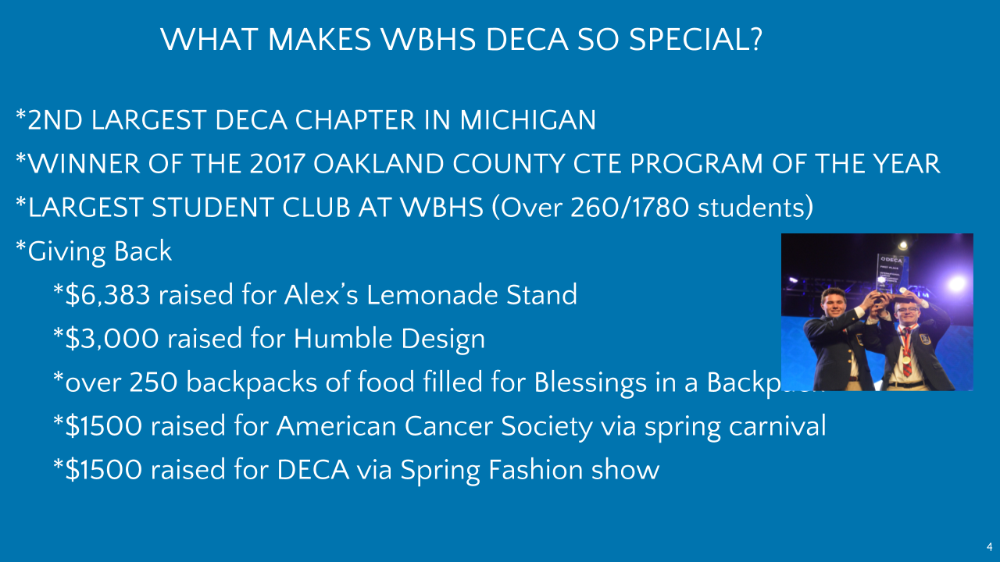 WHAT MAKES WBHS DECA SO SPECIAL?
*2ND LARGEST DECA CHAPTER IN MICHIGAN
*WINNER OF THE 2017 OAKLAND COUNTY CTE PROGRAM OF THE YEAR
*LARGEST STUDENT CLUB AT WBHS (Over 260/1780 students)
*Giving Back
*$6,383 raised for Alex’s Lemonade Stand
*$3,000 raised for Humble Design
*over 250 backpacks of food filled for Blessings in a
*$1500 raised for American Cancer Society via spring carnival
*$1500 raised for DECA via Spring Fashion show
DECA
FIRST PLACE
4